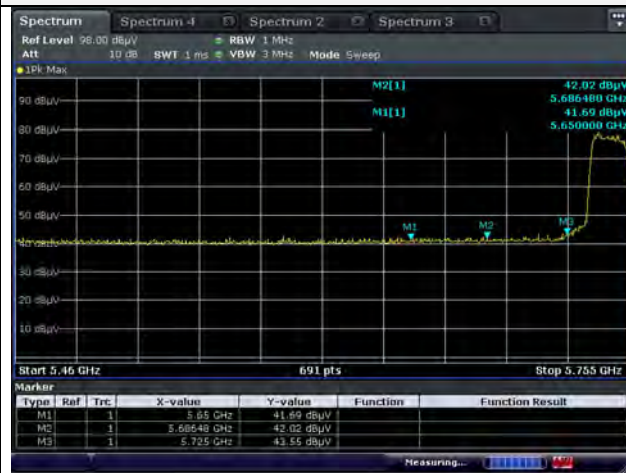 Spectrum Spectrum 4 Spectrum 2 Spectrum 3
Ref Level 98.00 dBµV RBW 1 MHz
Att 10 dB SWT 1 ms VBW 3 MHz Mode Sweep
1Pk Max
M2[1] 42.02 dBµV
5.686480 GHz
M1[1] 41.69 dBµV
5.650000 GHz
90 dBµV
80 dBµV
70 dBµV
60 dBµV
50 dBµV
M1 M2 M3
40 dBµV
30 dBµV
20 dBµV
10 dBµV
Start 5.46 GHz 691 pts Stop 5.755 GHz
Marker
Type Ref Trc X-value Y-value Function Function Result
M1 1 5.65 GHz 41.69 dBµV
M2 1 5.68648 GHz 42.02 dBµV
M3 1 5.725 GHz 43.55 dBµV
Measuring...